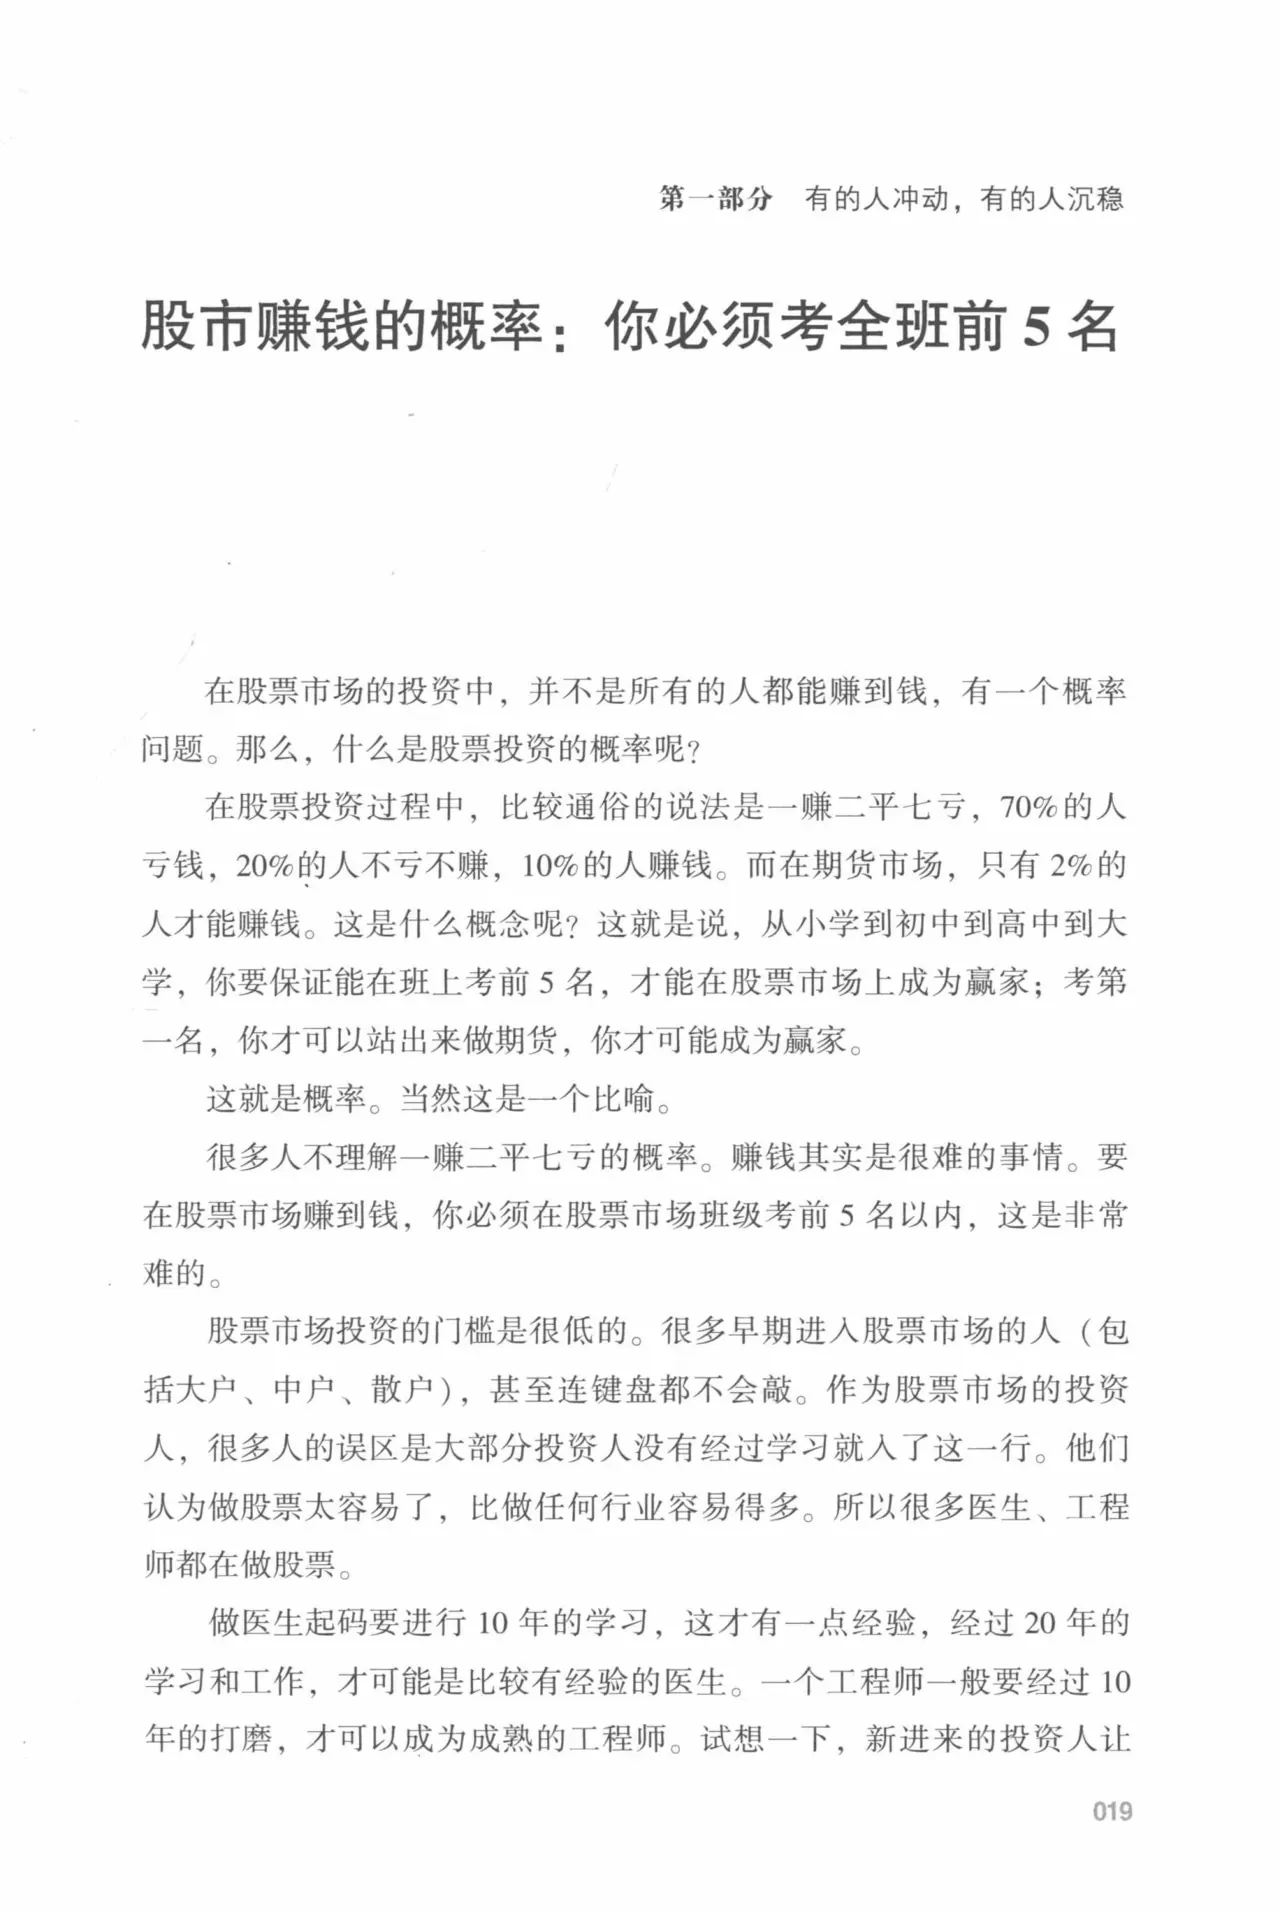 第一部分 有的人冲动，有的人沉稳
股市赚钱的概率：你必须考全班前 5 名
在股票市场的投资中，并不是所有的人都能赚到钱，有一个概率
问题。那么，什么是股票投资的概率呢？
在股票投资过程中，比较通俗的说法是一赚二平七亏，70%的人
亏钱，20%的人不亏不赚，10%的人赚钱。而在期货市场，只有 2%的
人才能赚钱。这是什么概念呢？这就是说，从小学到初中到高中到大
学，你要保证能在班上考前 5 名，才能在股票市场上成为赢家；考第
一名，你才可以站出来做期货，你才可能成为赢家。
这就是概率。当然这是一个比喻。
很多人不理解一赚二平七亏的概率。赚钱其实是很难的事情。要
在股票市场赚到钱，你必须在股票市场班级考前 5 名以内，这是非常
难的。
股票市场投资的门槛是很低的。很多早期进入股票市场的人（包
括大户、中户、散户），甚至连键盘都不会敲。作为股票市场的投资
人，很多人的误区是大部分投资人没有经过学习就入了这一行。他们
认为做股票太容易了，比做任何行业容易得多。所以很多医生、工程
师都在做股票。
做医生起码要进行 10 年的学习，这才有一点经验，经过 20 年的
学习和工作，才可能是比较有经验的医生。一个工程师一般要经过 10
年的打磨，才可以成为成熟的工程师。试想一下，新进来的投资人让
019